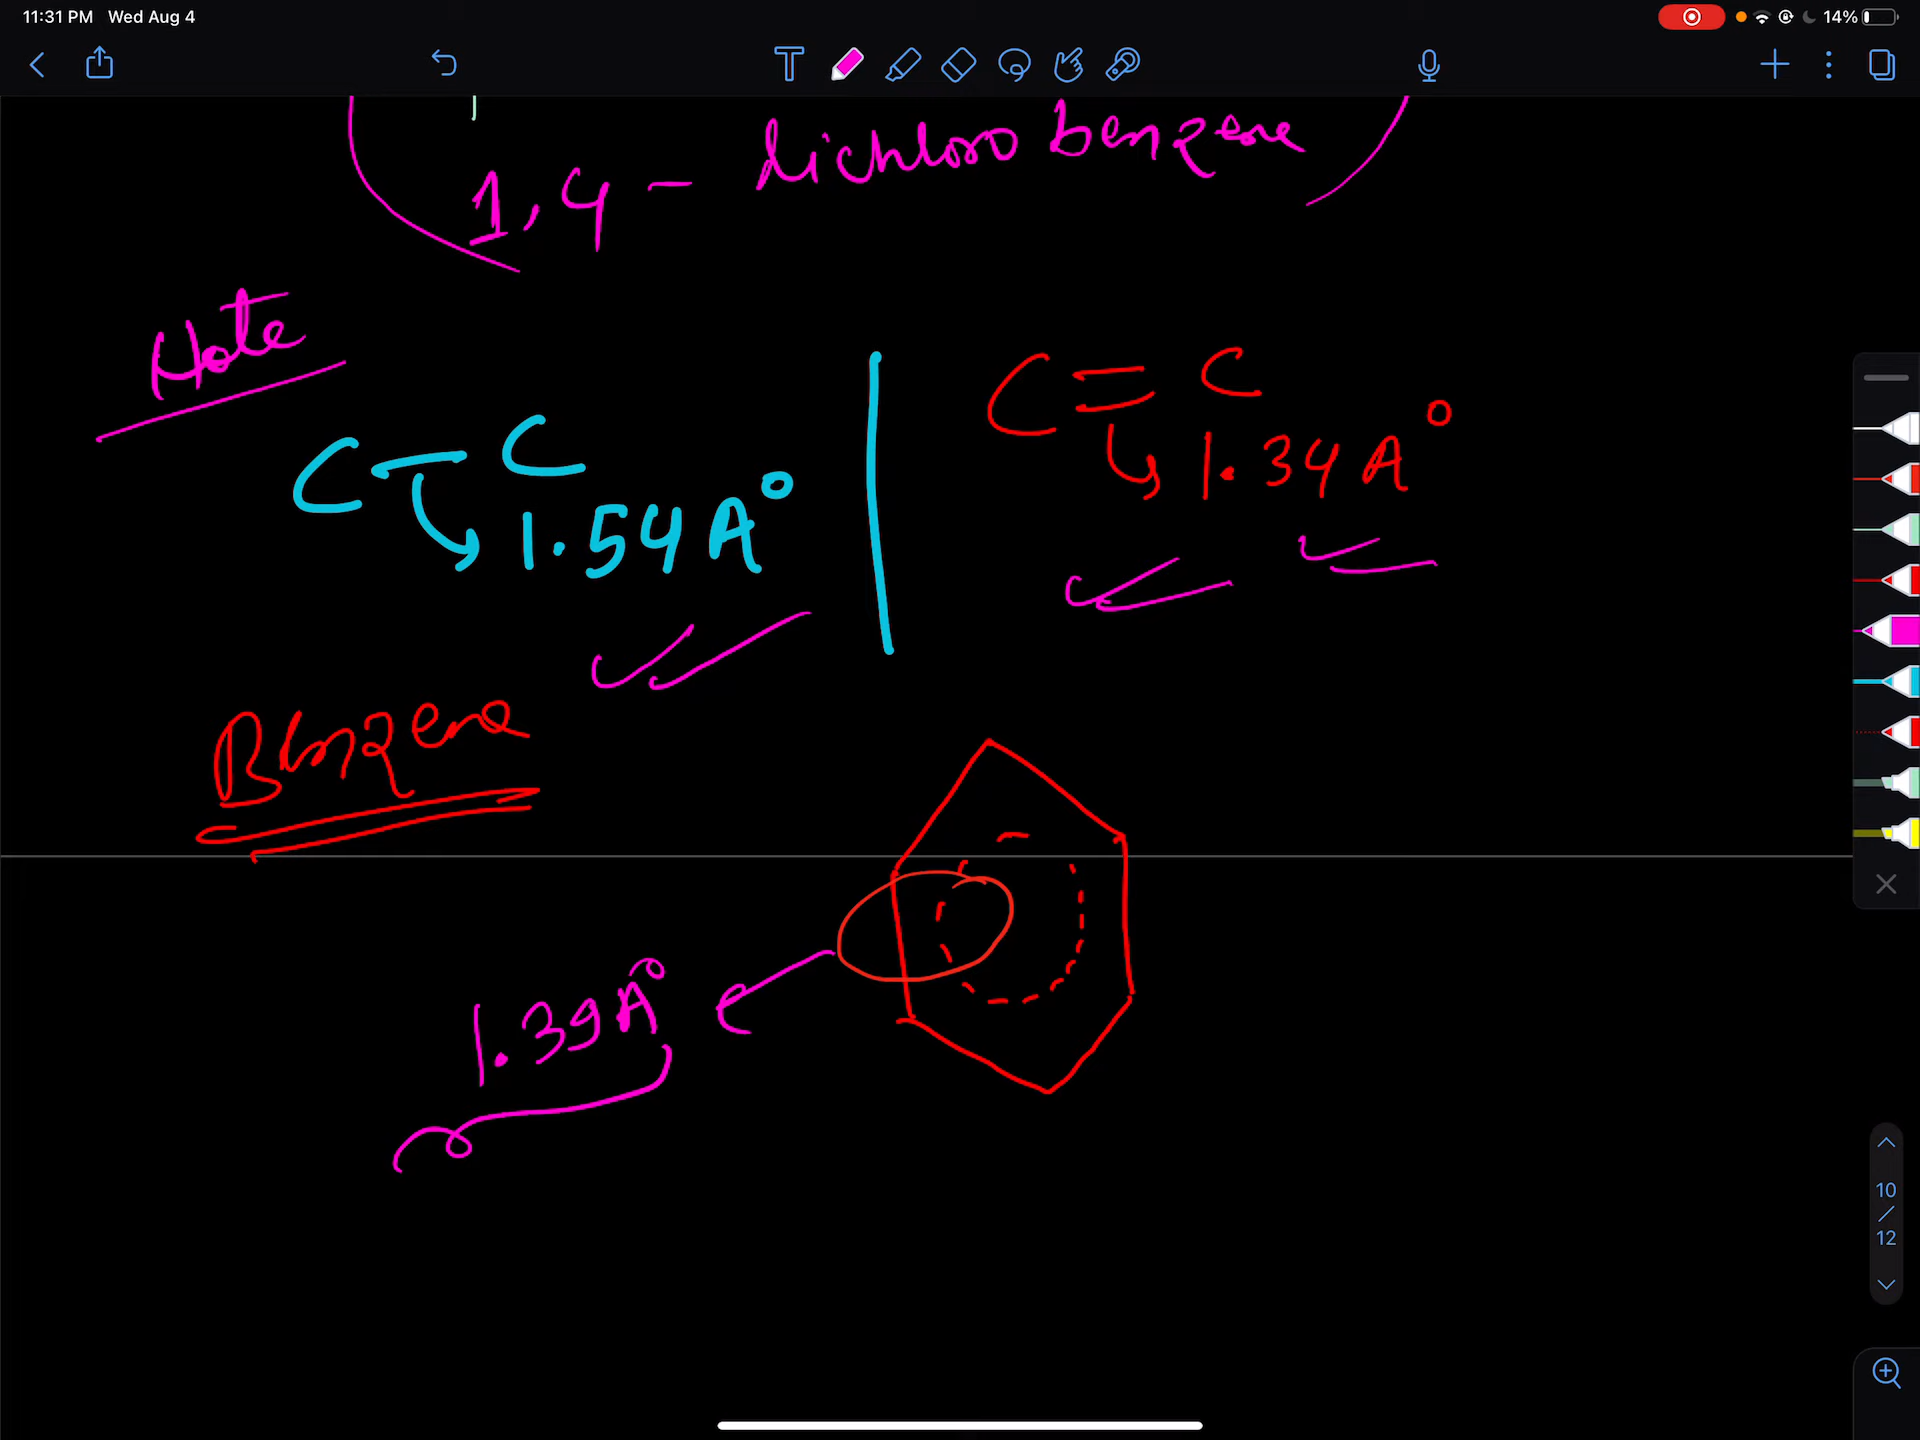 11:31 PM Wed Aug 4
14%
1,4 - dichloro benzene
Note
C - C
1.54 A°
C = C
1.34 A°
Benzene
1.39 A°
10
/
12